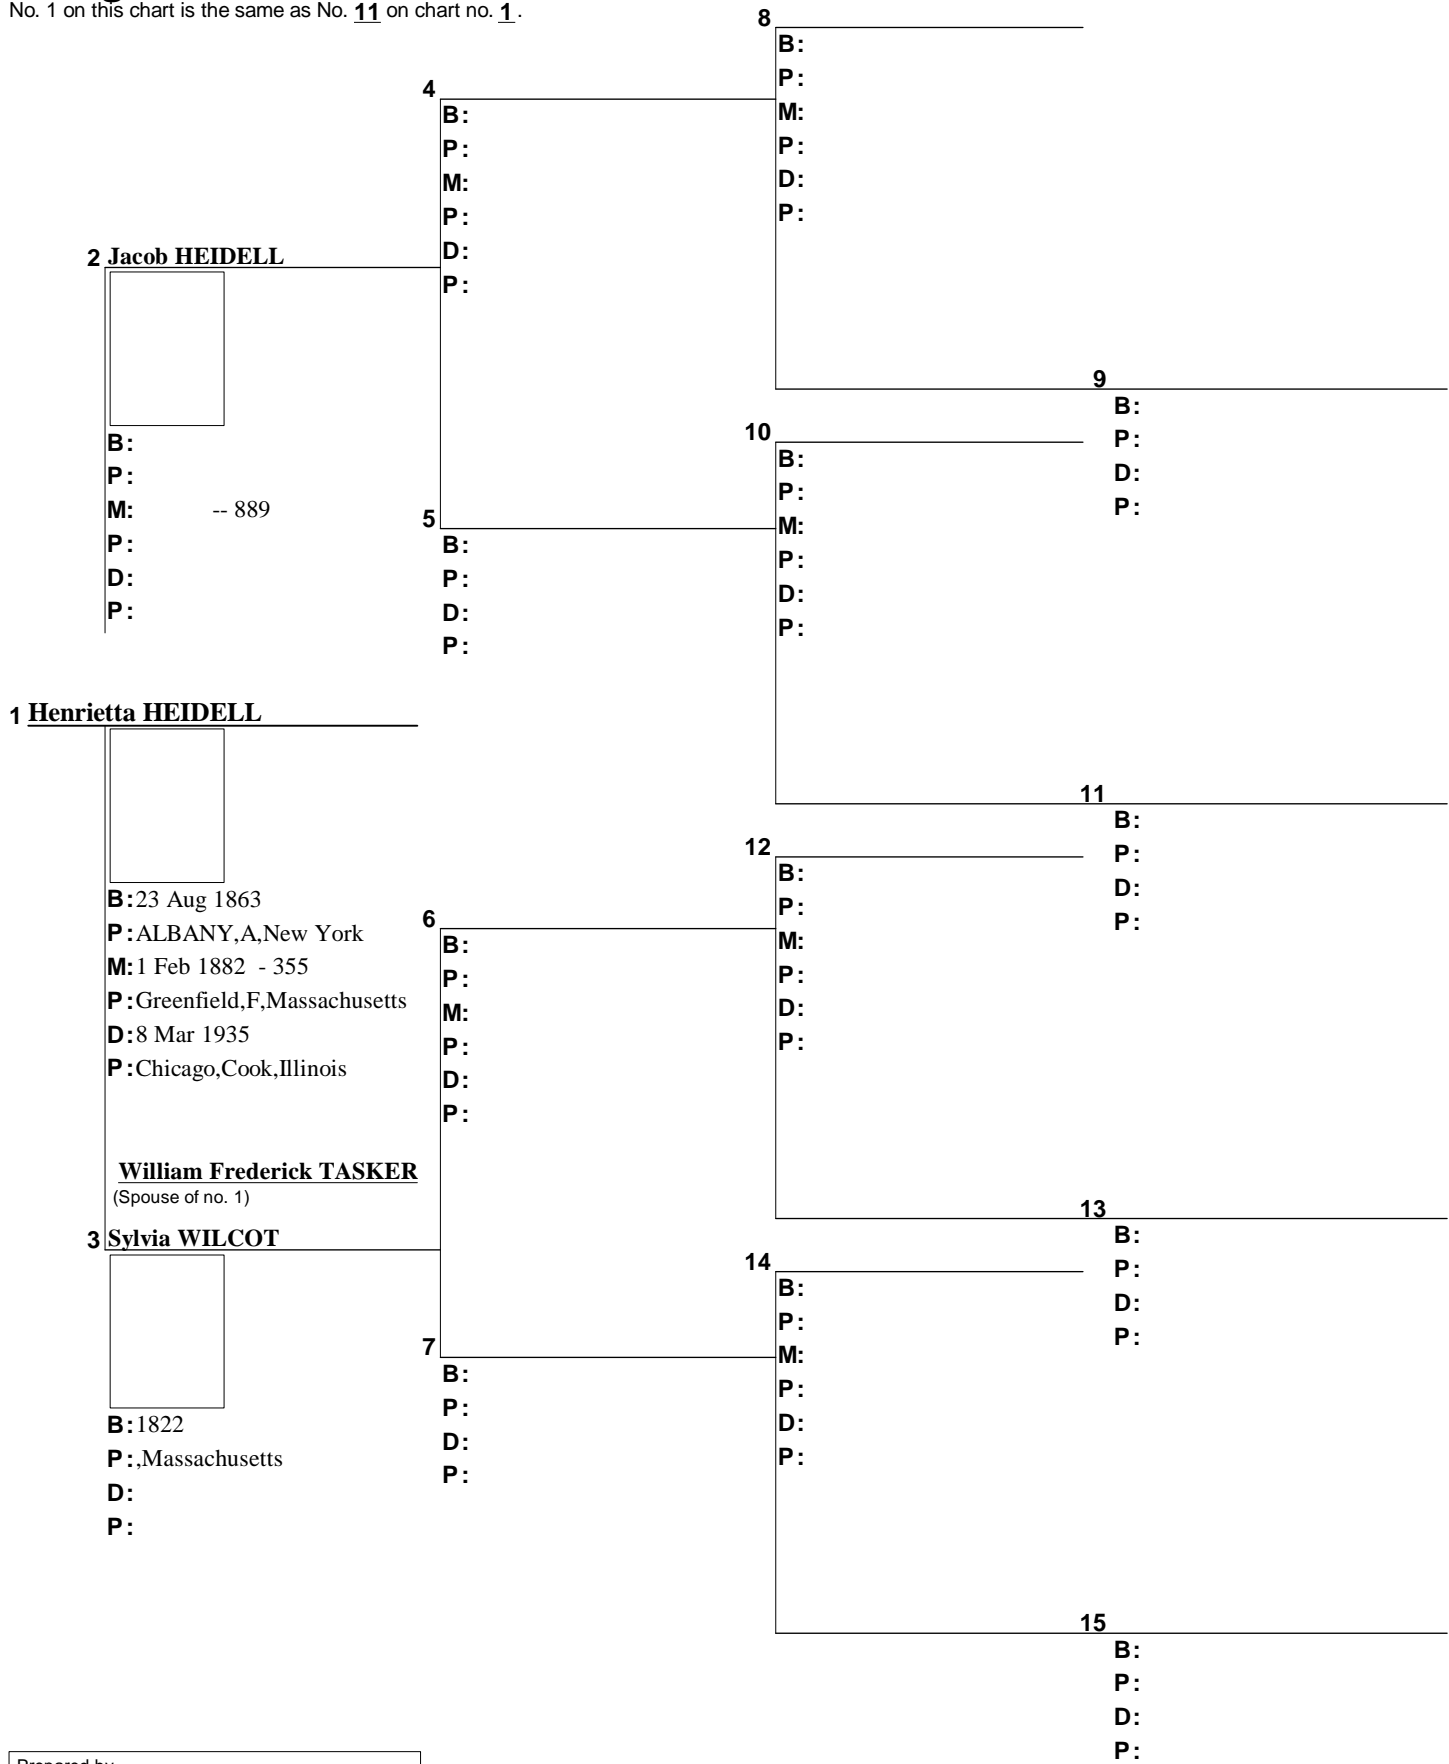 No. 1 on this chart is the same as No. 11 on chart no. 1.
8
B:
P:
M:
P:
D:
P:
4
B:
P:
M:
P:
D:
P:
2 Jacob HEIDELL
B:
P:
M: -- 889
P:
D:
P:
9
B:
P:
D:
P:
10
B:
P:
M:
P:
D:
P:
5
B:
P:
D:
P:
1 Henrietta HEIDELL
B:23 Aug 1863
P:ALBANY,A,New York
M:1 Feb 1882 - 355
P:Greenfield,F,Massachusetts
D:8 Mar 1935
P:Chicago,Cook,Illinois
William Frederick TASKER
(Spouse of no. 1)
11
B:
P:
D:
P:
12
B:
P:
M:
P:
D:
P:
6
B:
P:
M:
P:
D:
P:
3 Sylvia WILCOT
B:1822
P:,Massachusetts
D:
P:
13
B:
P:
D:
P:
14
B:
P:
M:
P:
D:
P:
7
B:
P:
D:
P:
15
B:
P:
D:
P:
Prepared by